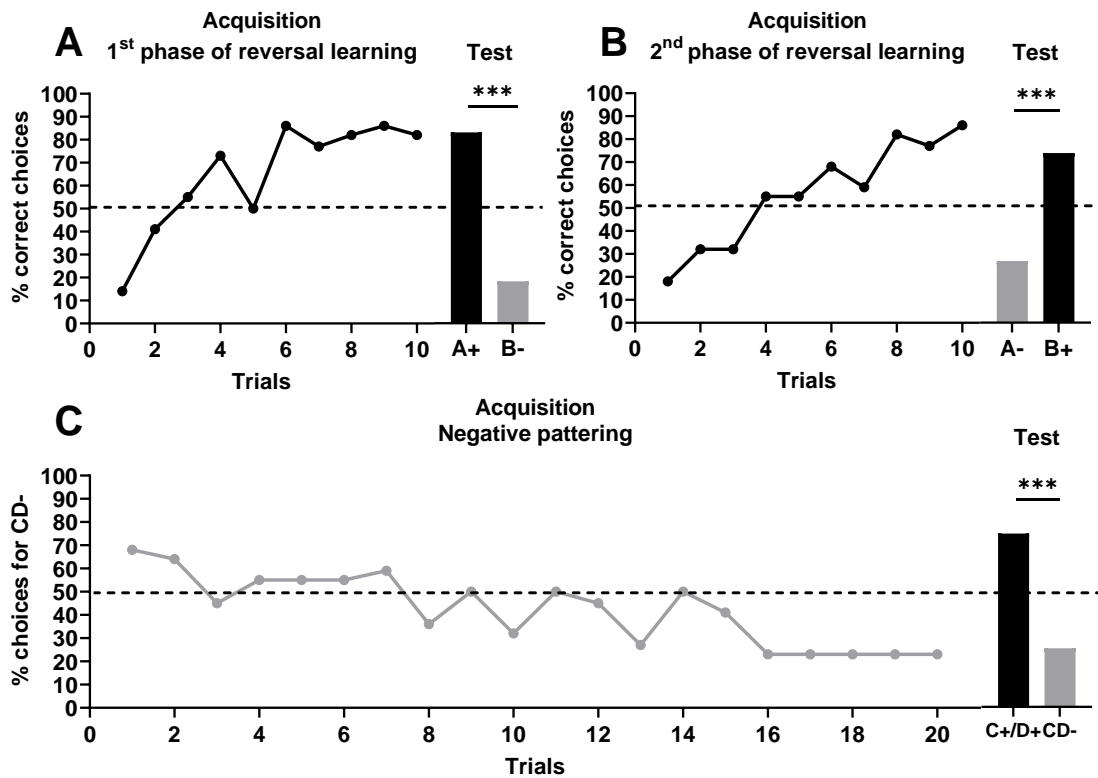 A
Acquisition
1st phase of reversal learning
Test
***
% correct choices
100
90
80
70
60
50
40
30
20
10
0
0 2 4 6 8 10 A+ B-
Trials
B
Acquisition
2nd phase of reversal learning
Test
***
% correct choices
100
90
80
70
60
50
40
30
20
10
0
0 2 4 6 8 10 A- B+
Trials
C
Acquisition
Negative pattering
Test
***
% choices for CD-
100
90
80
70
60
50
40
30
20
10
0
0 2 4 6 8 10 12 14 16 18 20 C+/D+ CD-
Trials